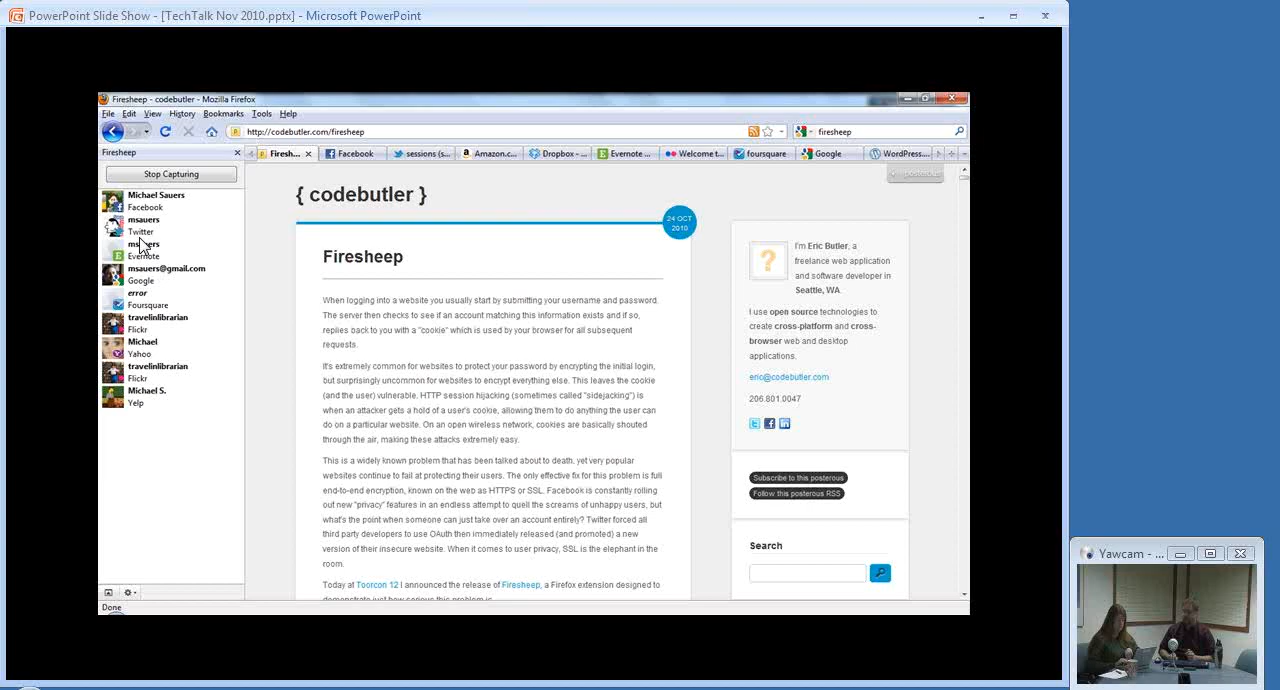 PowerPoint Slide Show - [TechTalk Nov 2010.pptx] - Microsoft PowerPoint
Firesheep - codebutler - Mozilla Firefox
File Edit View History Bookmarks Tools Help
http://codebutler.com/firesheep
firesheep
Firesheep
Firesh...
Facebook
sessions (s...
Amazon.c...
Dropbox - ...
Evernote ...
Welcome t...
foursquare
Google
WordPress....
Stop Capturing
Michael Sauers
Facebook
msauers
Twitter
Evernote
msauers@gmail.com
Google
error
Foursquare
travelinlibrarian
Flickr
Michael
Yahoo
travelinlibrarian
Flickr
Michael S.
Yelp
Done
{ codebutler }
posterous
24 OCT
2010
Firesheep
When logging into a website you usually start by submitting your username and password.
The server then checks to see if an account matching this information exists and if so,
replies back to you with a "cookie" which is used by your browser for all subsequent
requests.
It's extremely common for websites to protect your password by encrypting the initial login,
but surprisingly uncommon for websites to encrypt everything else. This leaves the cookie
(and the user) vulnerable. HTTP session hijacking (sometimes called "sidejacking") is
when an attacker gets a hold of a user's cookie, allowing them to do anything the user can
do on a particular website. On an open wireless network, cookies are basically shouted
through the air, making these attacks extremely easy.
This is a widely known problem that has been talked about to death, yet very popular
websites continue to fail at protecting their users. The only effective fix for this problem is full
end-to-end encryption, known on the web as HTTPS or SSL. Facebook is constantly rolling
out new "privacy" features in an endless attempt to quell the screams of unhappy users, but
what's the point when someone can just take over an account entirely? Twitter forced all
third party developers to use OAuth then immediately released (and promoted) a new
version of their insecure website. When it comes to user privacy, SSL is the elephant in the
room.
Today at Toorcon 12 I announced the release of Firesheep, a Firefox extension designed to
demonstrate just how serious this problem is.
I'm Eric Butler, a
freelance web application
and software developer in
Seattle, WA.
I use open source technologies to
create cross-platform and cross-
browser web and desktop
applications.
eric@codebutler.com
206.801.0047
Subscribe to this posterous
Follow this posterous RSS
Search
Yawcam - ...